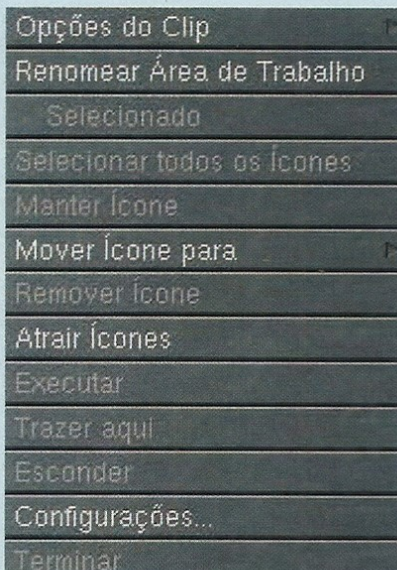 Opções do Clip
Renomear Área de Trabalho
Selecionado
Selecionar todos os Ícones
Manter Ícone
Mover Ícone para
Remover Ícone
Atrair Ícones
Executar
Trazer aqui
Esconder
Configurações...
Terminar